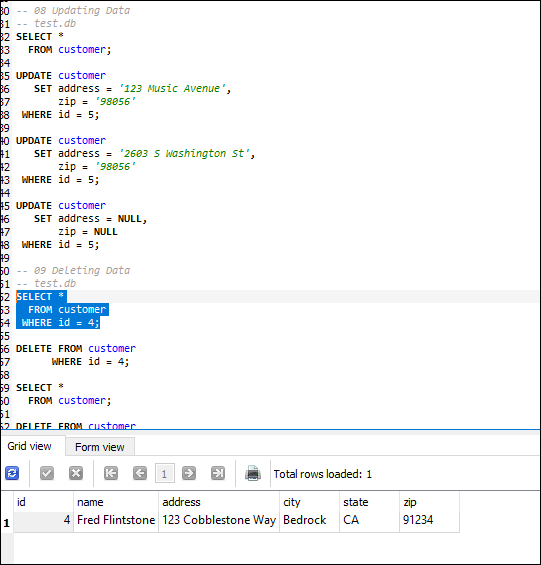 30 -- 08 Updating Data
31 -- test.db
32 SELECT *
33 FROM customer;
34
35 UPDATE customer
36 SET address = '123 Music Avenue',
37 zip = '98056'
38 WHERE id = 5;
39
40 UPDATE customer
41 SET address = '2603 S Washington St',
42 zip = '98056'
43 WHERE id = 5;
44
45 UPDATE customer
46 SET address = NULL,
47 zip = NULL
48 WHERE id = 5;
49
50 -- 09 Deleting Data
51 -- test.db
52 SELECT *
53 FROM customer
54 WHERE id = 4;
55
56 DELETE FROM customer
57 WHERE id = 4;
58
59 SELECT *
60 FROM customer;
61
62 DELETE FROM customer
Grid view Form view
1 Total rows loaded: 1
id name address city state zip
1 4 Fred Flintstone 123 Cobblestone Way Bedrock CA 91234